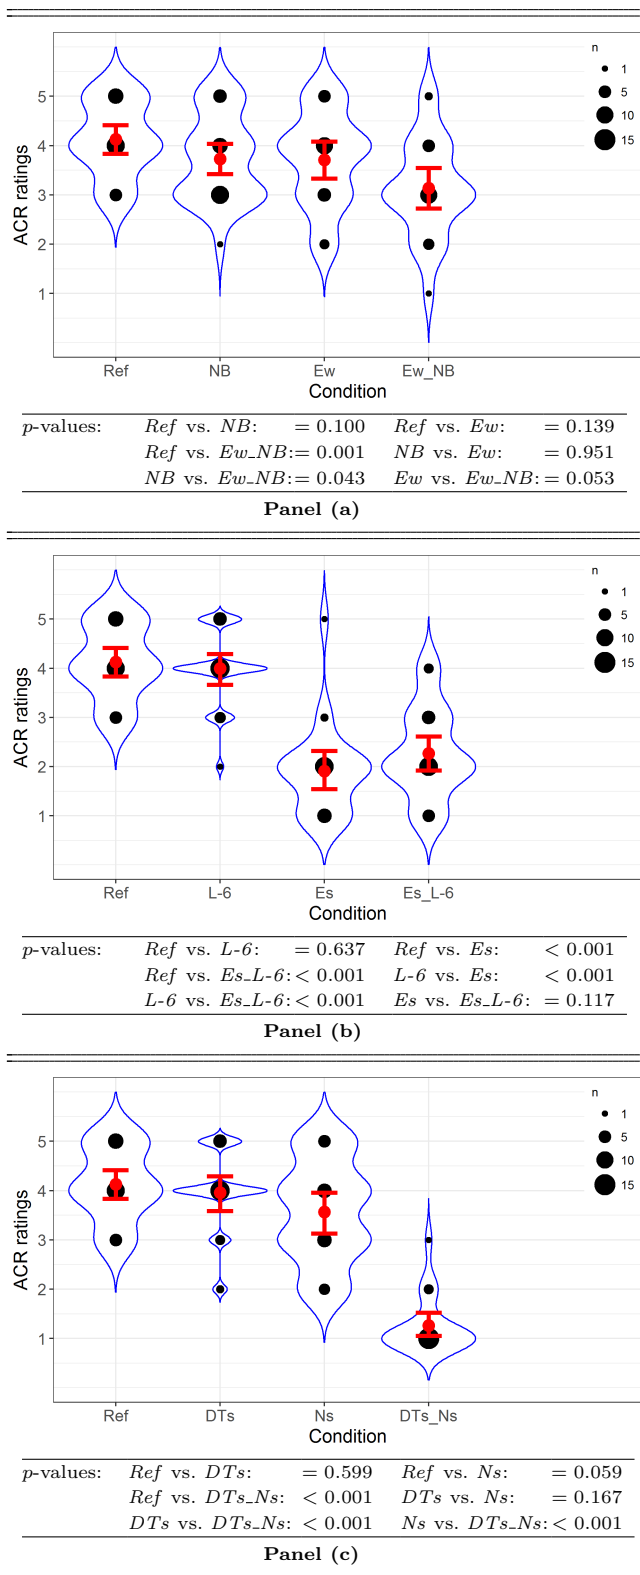 n
1
5
10
15
5
4
3
2
1
ACR ratings
Ref NB Ew Ew_NB
Condition
p-values: Ref vs. NB: = 0.100 Ref vs. Ew: = 0.139
Ref vs. Ew_NB: = 0.001 NB vs. Ew: = 0.951
NB vs. Ew_NB: = 0.043 Ew vs. Ew_NB: = 0.053
Panel (a)
n
1
5
10
15
5
4
3
2
1
ACR ratings
Ref L-6 Es Es_L-6
Condition
p-values: Ref vs. L-6: = 0.637 Ref vs. Es: < 0.001
Ref vs. Es_L-6: < 0.001 L-6 vs. Es: < 0.001
L-6 vs. Es_L-6: < 0.001 Es vs. Es_L-6: = 0.117
Panel (b)
n
1
5
10
15
5
4
3
2
1
ACR ratings
Ref DTs Ns DTs_Ns
Condition
p-values: Ref vs. DTs: = 0.599 Ref vs. Ns: = 0.059
Ref vs. DTs_Ns: < 0.001 DTs vs. Ns: = 0.167
DTs vs. DTs_Ns: < 0.001 Ns vs. DTs_Ns: < 0.001
Panel (c)